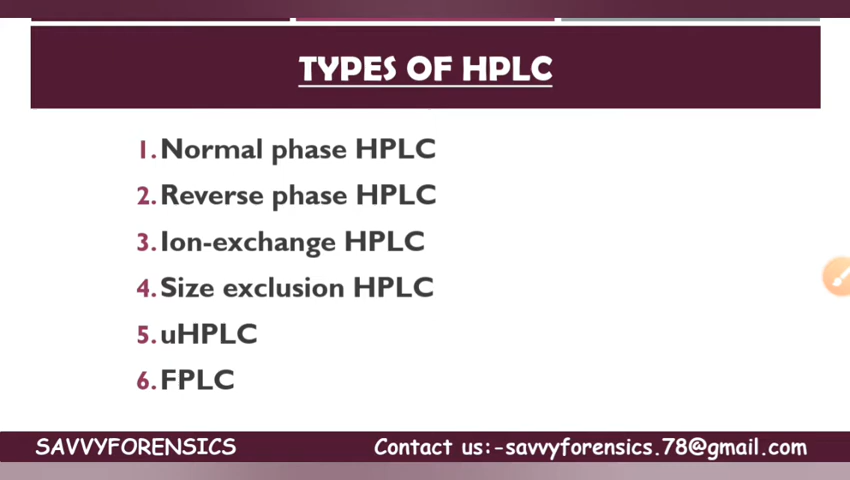 TYPES OF HPLC
1. Normal phase HPLC
2. Reverse phase HPLC
3. Ion-exchange HPLC
4. Size exclusion HPLC
5. uHPLC
6. FPLC
SAVVYFORENSICS Contact us:-savvyforensics.78@gmail.com